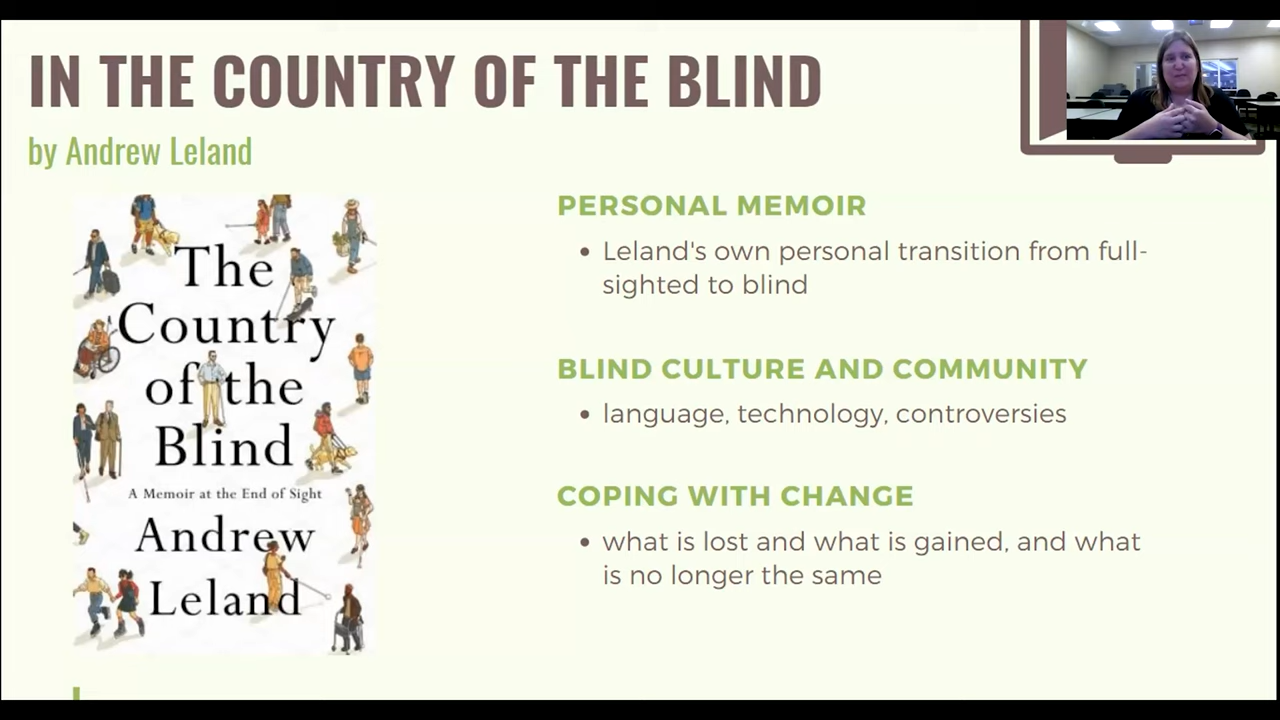 IN THE COUNTRY OF THE BLIND
by Andrew Leland
The
Country
of the
Blind
A Memoir at the End of Sight
Andrew
Leland
PERSONAL MEMOIR
• Leland's own personal transition from full-
sighted to blind
BLIND CULTURE AND COMMUNITY
• language, technology, controversies
COPING WITH CHANGE
• what is lost and what is gained, and what
is no longer the same